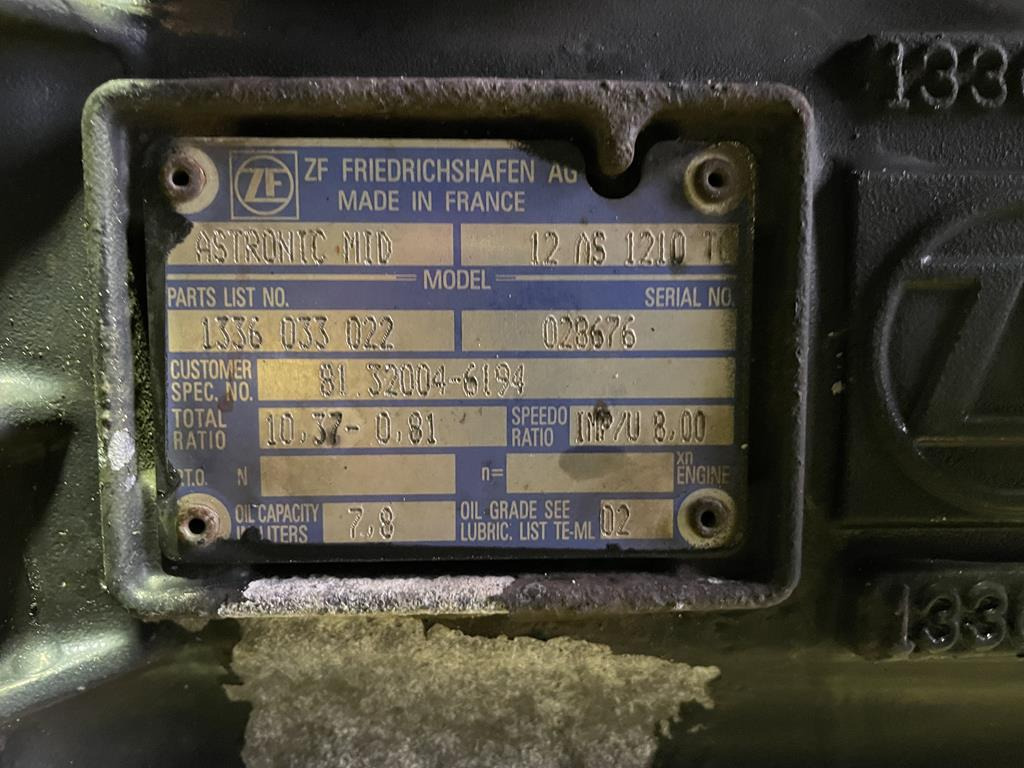 133
ZF
ZF FRIEDRICHSHAFEN AG
MADE IN FRANCE
ASTRONIC MID 12 AS 1210 TO
MODEL
PARTS LIST NO. SERIAL NO.
1336 033 022 028676
CUSTOMER SPEC. NO. 81.32004-6194
TOTAL RATIO 10,37- 0,81 SPEEDO RATIO IMP/U 8.00
P.T.O. N n= xn ENGINE
OIL CAPACITY IN LITERS 7,8 OIL GRADE SEE LUBRIC. LIST TE-ML 02
133